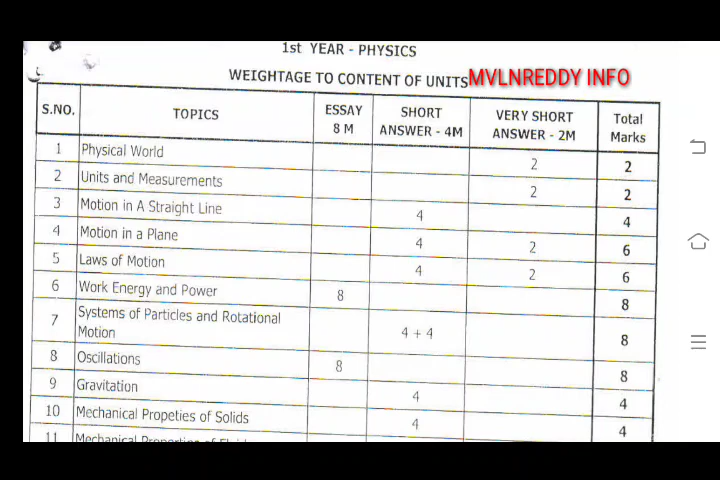 1st YEAR - PHYSICS
WEIGHTAGE TO CONTENT OF UNITS MVLNREDDY INFO
S.NO. TOPICS ESSAY 8 M SHORT ANSWER - 4M VERY SHORT ANSWER - 2M Total Marks
1 Physical World 2 2
2 Units and Measurements 2 2
3 Motion in A Straight Line 4 4
4 Motion in a Plane 4 2 6
5 Laws of Motion 4 2 6
6 Work Energy and Power 8 8
7 Systems of Particles and Rotational Motion 4 + 4 8
8 Oscillations 8 8
9 Gravitation 4 4
10 Mechanical Propeties of Solids 4 4
11 Mechanical